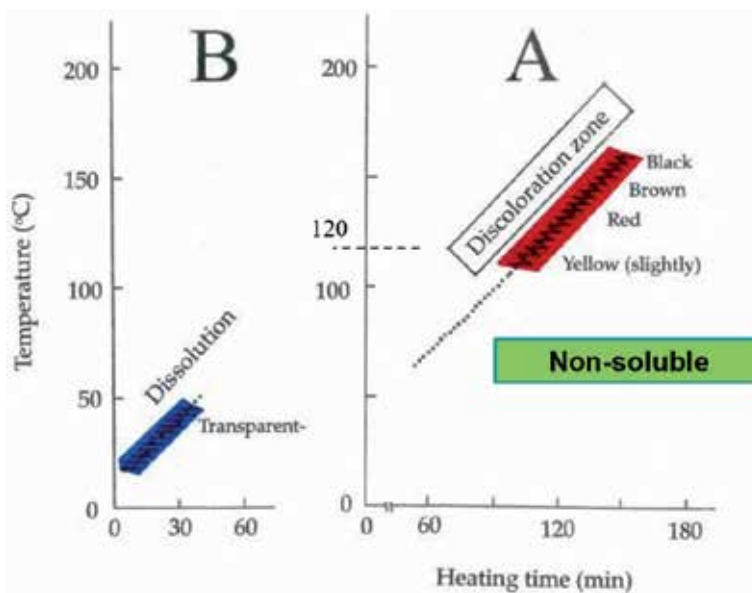 B
A
200
150
100
50
0
0
30
60
Temperature (°C)
Dissolution
Transparent-
200
120
100
0
0
60
120
180
Discoloration zone
Black
Brown
Red
Yellow (slightly)
Non-soluble
Heating time (min)